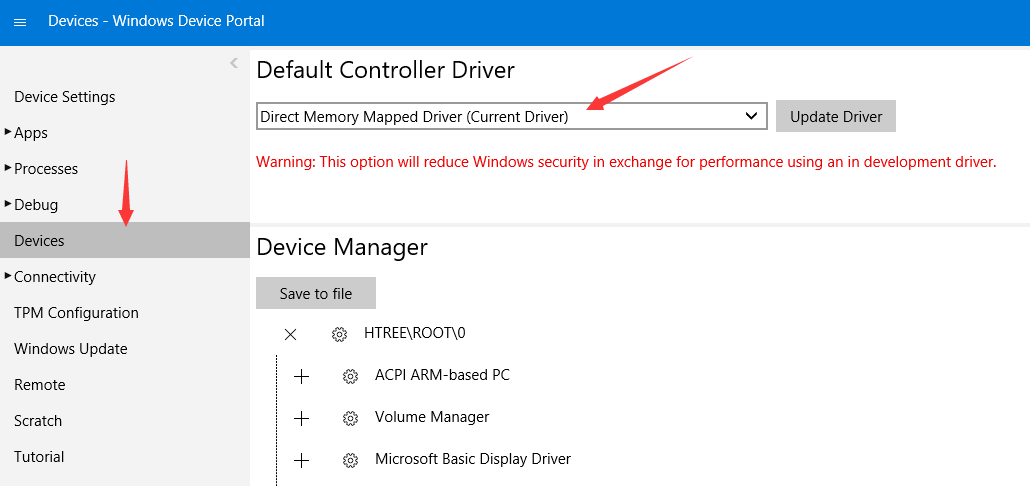 Devices - Windows Device Portal
Device Settings
Apps
Processes
Debug
Devices
Connectivity
TPM Configuration
Windows Update
Remote
Scratch
Tutorial
Default Controller Driver
Direct Memory Mapped Driver (Current Driver)
Update Driver
Warning: This option will reduce Windows security in exchange for performance using an in development driver.
Device Manager
Save to file
HTREE\ROOT\0
ACPI ARM-based PC
Volume Manager
Microsoft Basic Display Driver